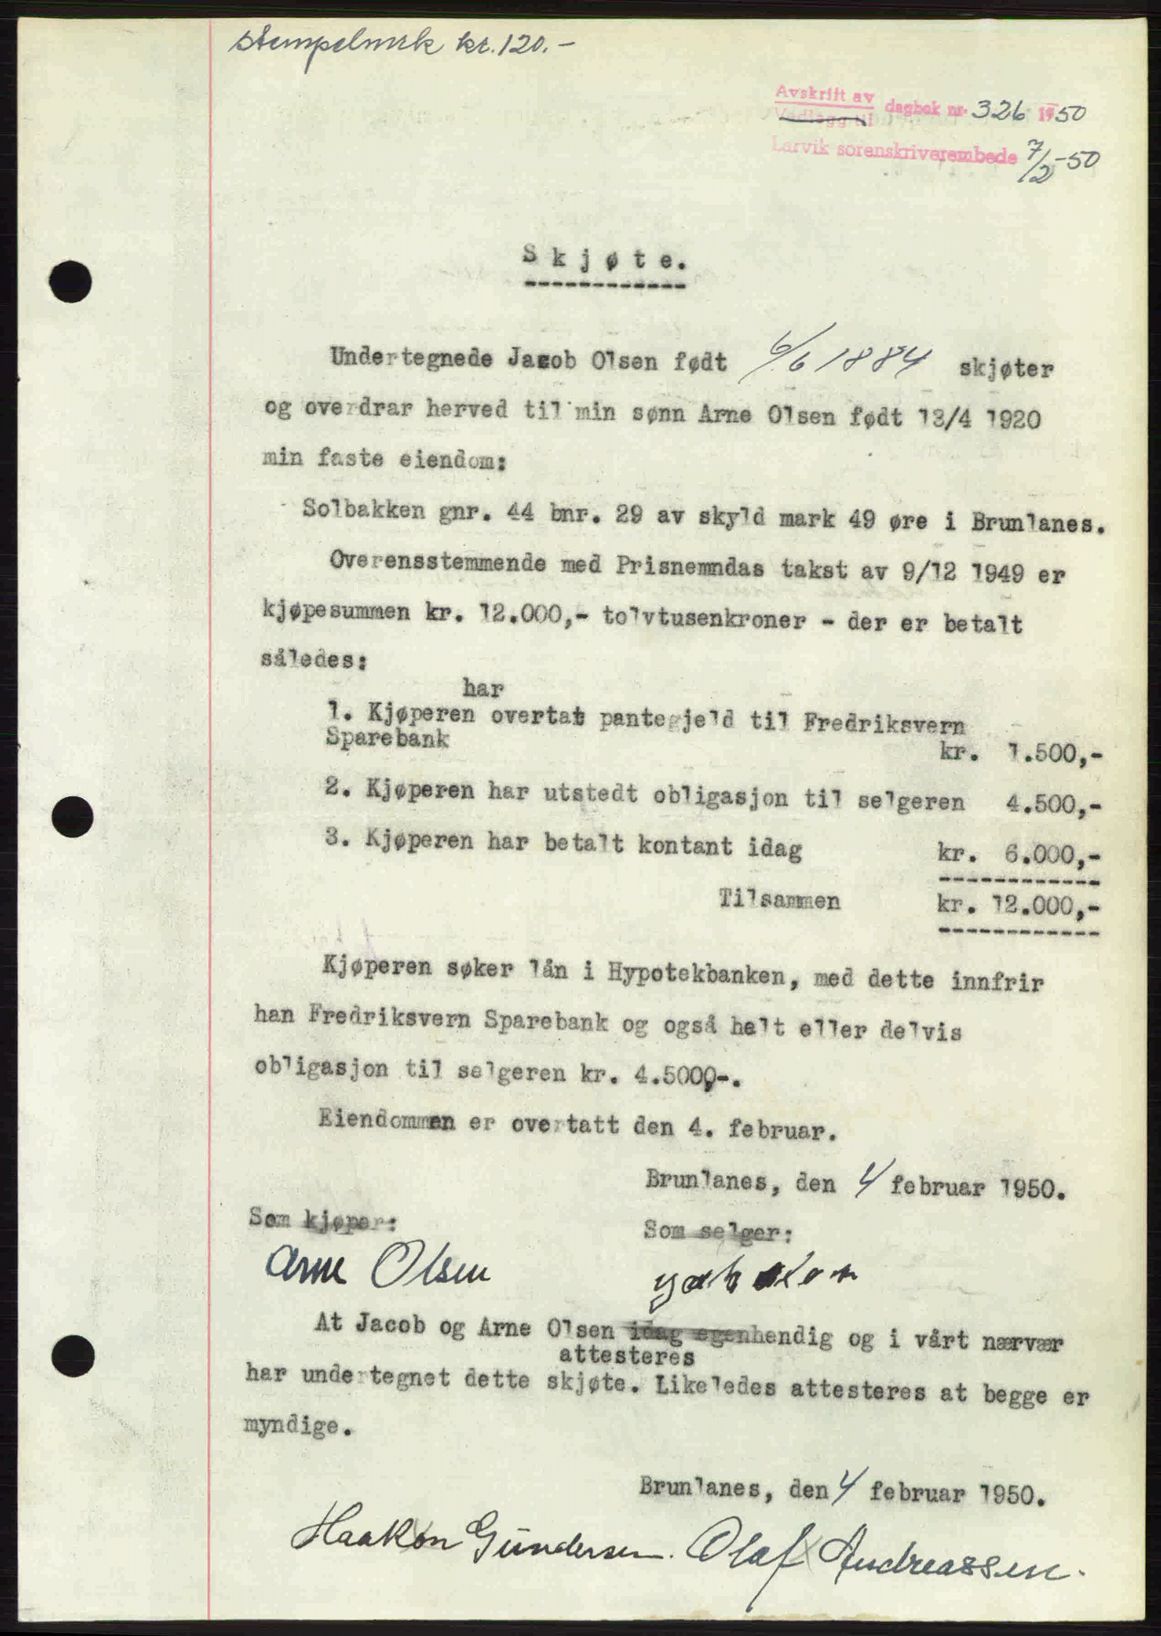 Stempelmrk kr. 120.-
Avskrift av dagbok nr. 326 1950
Vedlegg til
Larvik sorenskriverembede 7/2-50
Skjøte.
Undertegnede Jacob Olsen født 6/6 1884 skjøter
og overdrar herved til min sønn Arne Olsen født 13/4 1920
min faste eiendom:
Solbakken gnr. 44 bnr. 29 av skyld mark 49 øre i Brunlanes.
Overensstemmende med Prisnemndas takst av 9/12 1949 er
kjøpesummen kr. 12.000,- tolvtusenkroner - der er betalt
således:
har
1. Kjøperen overtat pantegjeld til Fredriksvern
Sparebank kr. 1.500,-
2. Kjøperen har utstedt obligasjon til selgeren 4.500,-
3. Kjøperen har betalt kontant idag kr. 6.000,-
Tilsammen kr. 12.000,-
Kjøperen søker lån i Hypotekbanken, med dette innfrir
han Fredriksvern Sparebank og også helt eller delvis
obligasjon til selgeren kr. 4.500,-.
Eiendommen er overtatt den 4. februar.
Brunlanes, den 4 februar 1950.
Som kjøper: Som selger:
Arne Olsen
At Jacob og Arne Olsen idag egenhendig og i vårt nærvær
attesteres
har undertegnet dette skjøte. Likeledes attesteres at begge er
myndige.
Brunlanes, den 4 februar 1950.
Haakon Gundersen. Olaf Andreassen.